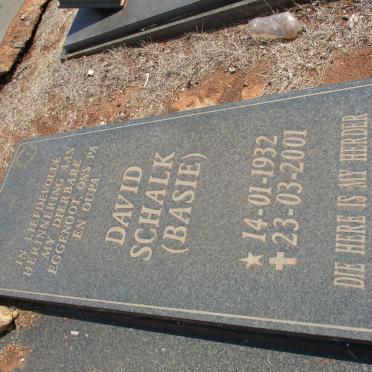 IN LIEFDEVOLLE
HERINNERING AAN
MY DIERBARE
EGGENOOT, ONS PA
EN OUPA.
DAVID
SCHALK
(BASIE)
14-01-1932
23-03-2001
DIE HERE IS MY HERDER